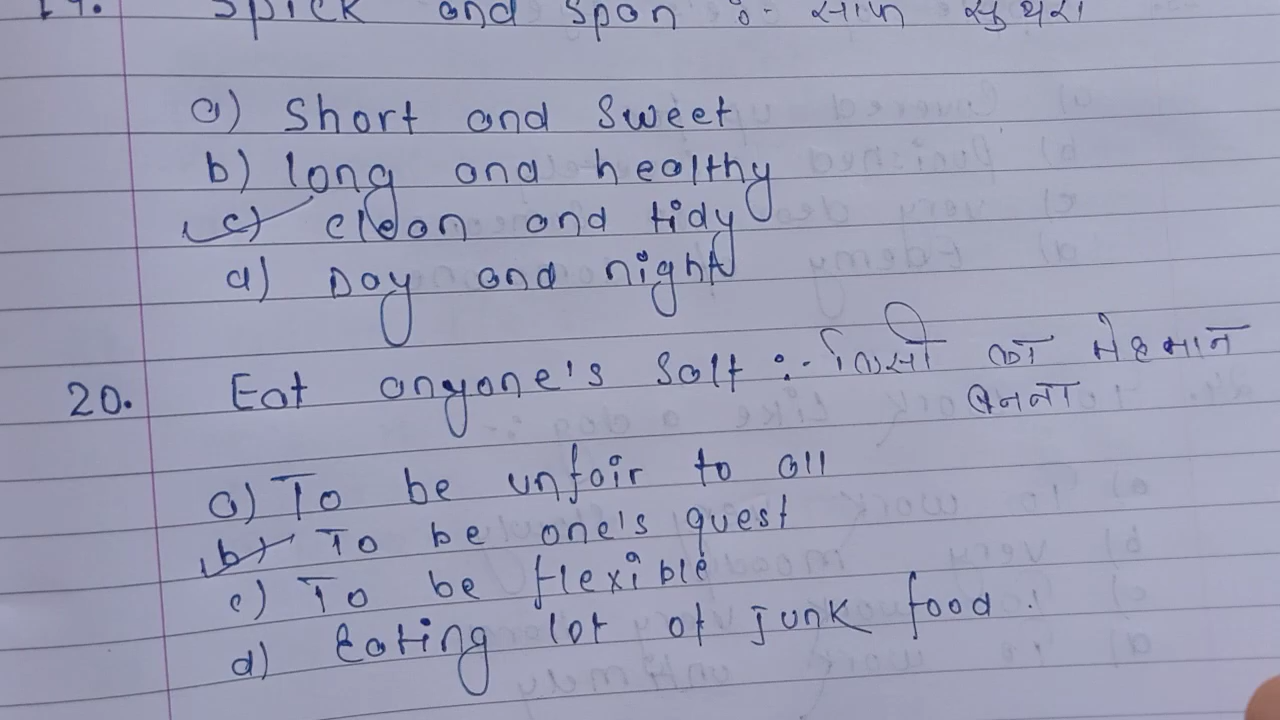 19. Spick and Span :- साफ सुथरा
a) Short and Sweet
b) long and healthy
c) clean and tidy
d) Day and night
20. Eat anyone's Salt :- किसी का मेहमान
बनना
a) To be unfair to all
b) To be one's guest
c) To be flexible
d) Eating lot of junk food.